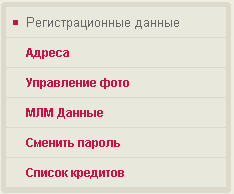 Регистрационные данные
Адреса
Управление фото
МЛМ Данные
Сменить пароль
Список кредитов